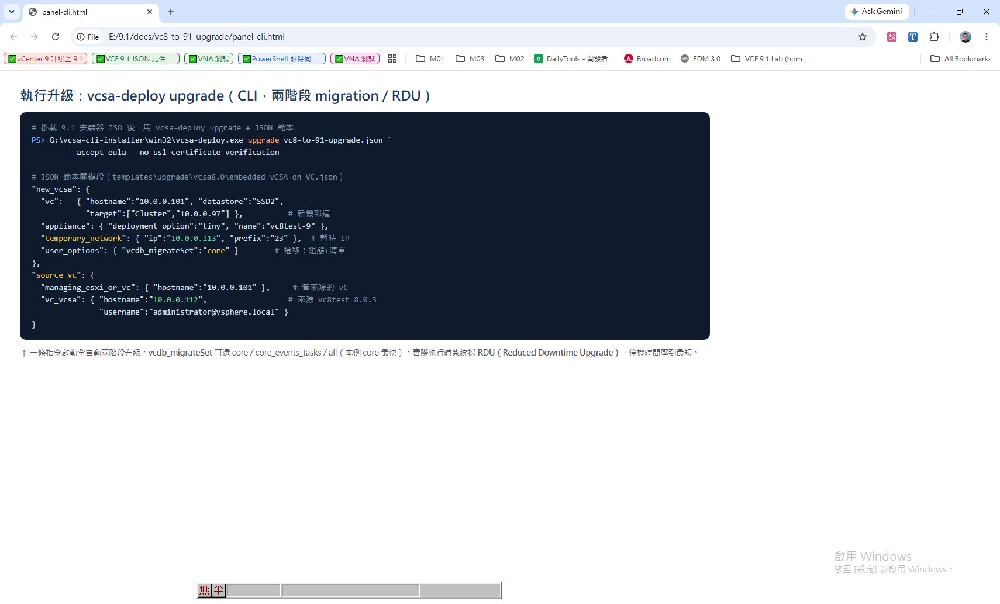 panel-cli.html
Ask Gemini
File
E:/9.1/docs/vc8-to-91-upgrade/panel-cli.html
vCenter 9 升級至 9.1
VCF 9.1 JSON 元件...
VNA 測試
PowerShell 取得伺...
VNA 測試
M01
M03
M02
DailyTools - 開發者...
Broadcom
EDM 3.0
VCF 9.1 Lab (hom...
All Bookmarks
執行升級：vcsa-deploy upgrade（CLI，兩階段 migration / RDU）
# 掛載 9.1 安裝器 ISO 後，用 vcsa-deploy upgrade + JSON 範本
PS> G:\vcsa-cli-installer\win32\vcsa-deploy.exe upgrade vc8-to-91-upgrade.json `
--accept-eula --no-ssl-certificate-verification
# JSON 範本關鍵段（templates\upgrade\vcsa8.0\embedded_vCSA_on_VC.json）
"new_vcsa": {
"vc": { "hostname":"10.0.0.101", "datastore":"SSD2",
"target":["Cluster","10.0.0.97"] }, # 新機部這
"appliance": { "deployment_option":"tiny", "name":"vc8test-9" },
"temporary_network": { "ip":"10.0.0.113", "prefix":"23" }, # 暫時 IP
"user_options": { "vcdb_migrateSet":"core" } # 遷移：組態+清單
},
"source_vc": {
"managing_esxi_or_vc": { "hostname":"10.0.0.101" }, # 管來源的 vC
"vc_vcsa": { "hostname":"10.0.0.112", # 來源 vc8test 8.0.3
"username":"administrator@vsphere.local" }
}
↑ 一條指令啟動全自動兩階段升級。vcdb_migrateSet 可選 core / core_events_tasks / all（本例 core 最快）。實際執行時系統採 RDU（Reduced Downtime Upgrade），停機時間壓到最短。
啟用 Windows
移至 [設定] 以啟用 Windows。
無 半